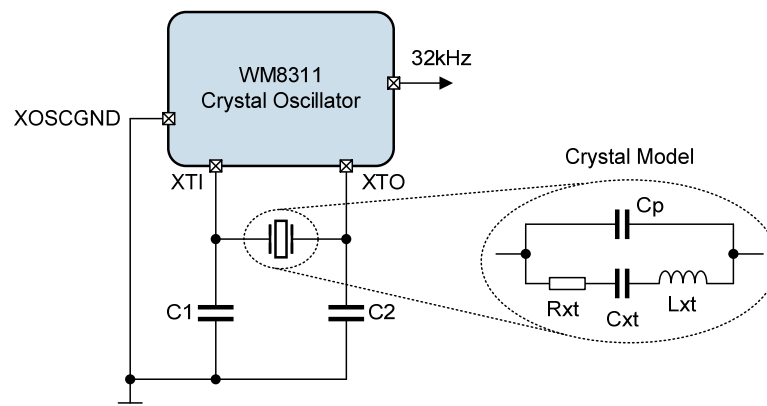 WM8311
Crystal Oscillator
32kHz
XOSCGND
XTI
XTO
Crystal Model
Cp
Rxt
Cxt
Lxt
C1
C2